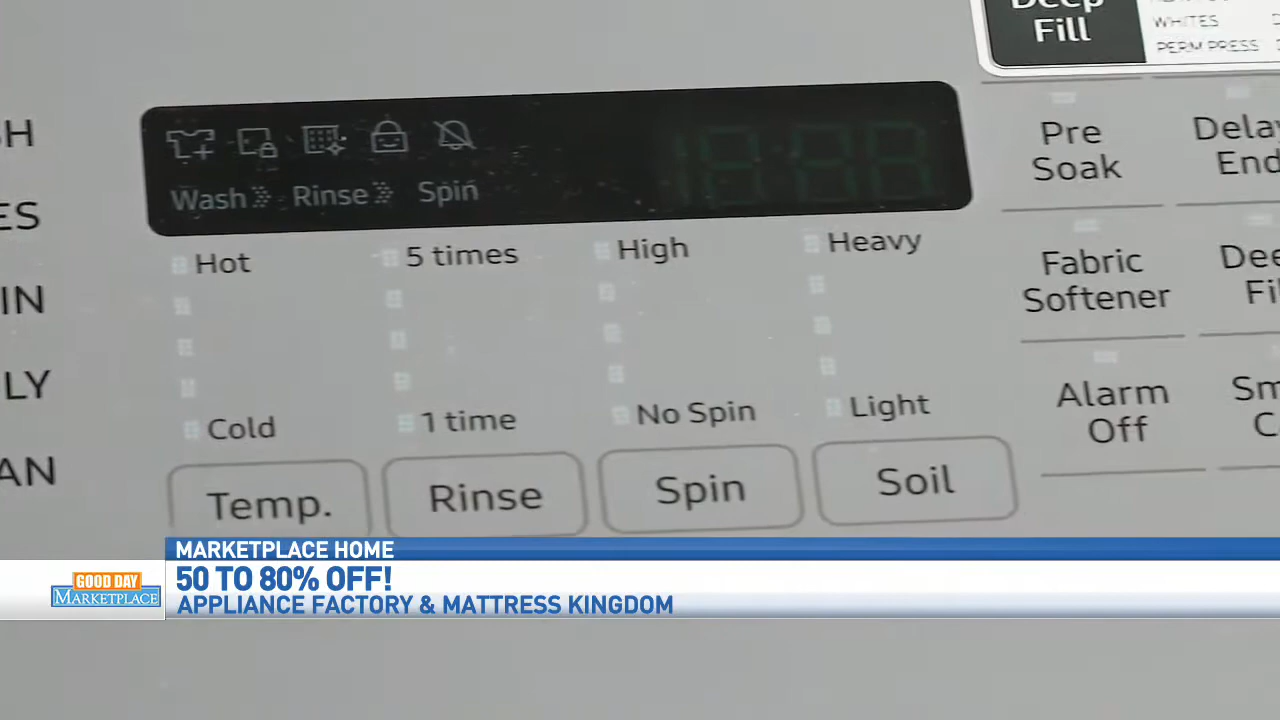 Deep
Fill
WHITES
PERM PRESS
Wash Rinse Spin
Hot
5 times
High
Heavy
Cold
1 time
No Spin
Light
Temp.
Rinse
Spin
Soil
Pre
Soak
Fabric
Softener
Alarm
Off
MARKETPLACE HOME
50 TO 80% OFF!
APPLIANCE FACTORY & MATTRESS KINGDOM
GOOD DAY
MARKETPLACE